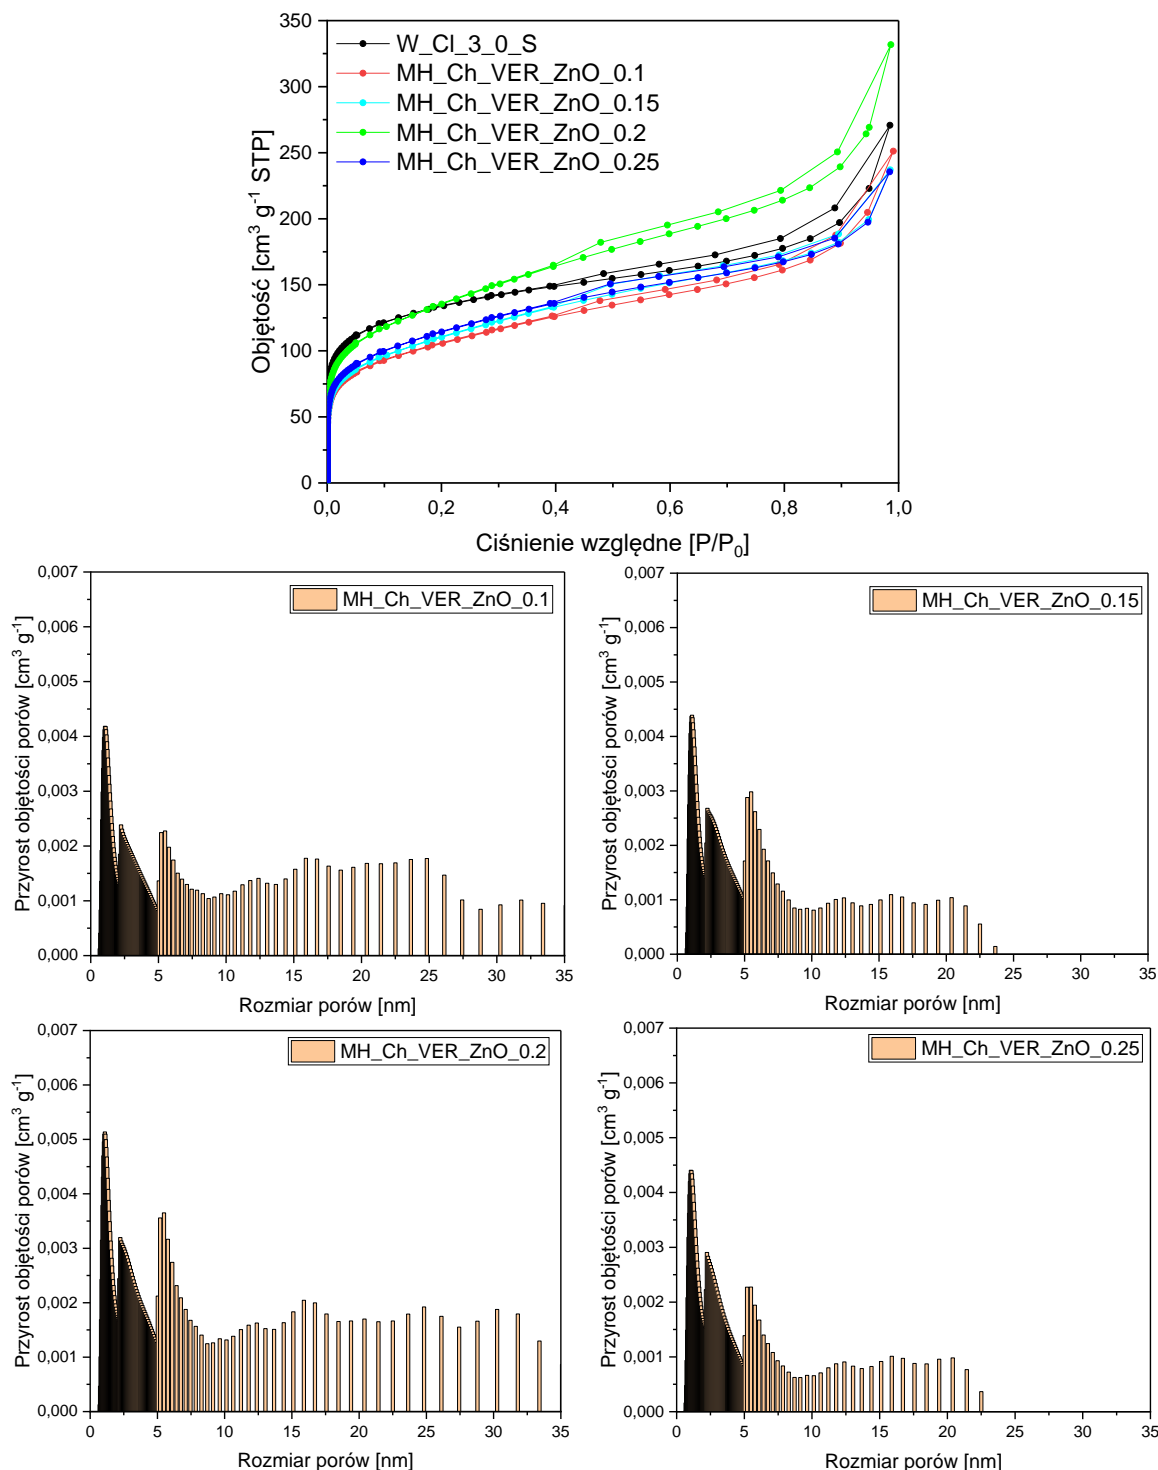 350
300
250
200
150
100
50
0
Objętość [cm³ g⁻¹ STP]
W_Cl_3_0_S
MH_Ch_VER_ZnO_0.1
MH_Ch_VER_ZnO_0.15
MH_Ch_VER_ZnO_0.2
MH_Ch_VER_ZnO_0.25
0,0 0,2 0,4 0,6 0,8 1,0
Ciśnienie względne [P/P₀]
0,007
0,006
0,005
0,004
0,003
0,002
0,001
0,000
Przyrost objętości porów [cm³ g⁻¹]
MH_Ch_VER_ZnO_0.1
0 5 10 15 20 25 30 35
Rozmiar porów [nm]
0,007
0,006
0,005
0,004
0,003
0,002
0,001
0,000
Przyrost objętości porów [cm³ g⁻¹]
MH_Ch_VER_ZnO_0.15
0 5 10 15 20 25 30 35
Rozmiar porów [nm]
0,007
0,006
0,005
0,004
0,003
0,002
0,001
0,000
Przyrost objętości porów [cm³ g⁻¹]
MH_Ch_VER_ZnO_0.2
0 5 10 15 20 25 30 35
Rozmiar porów [nm]
0,007
0,006
0,005
0,004
0,003
0,002
0,001
0,000
Przyrost objętości porów [cm³ g⁻¹]
MH_Ch_VER_ZnO_0.25
0 5 10 15 20 25 30 35
Rozmiar porów [nm]